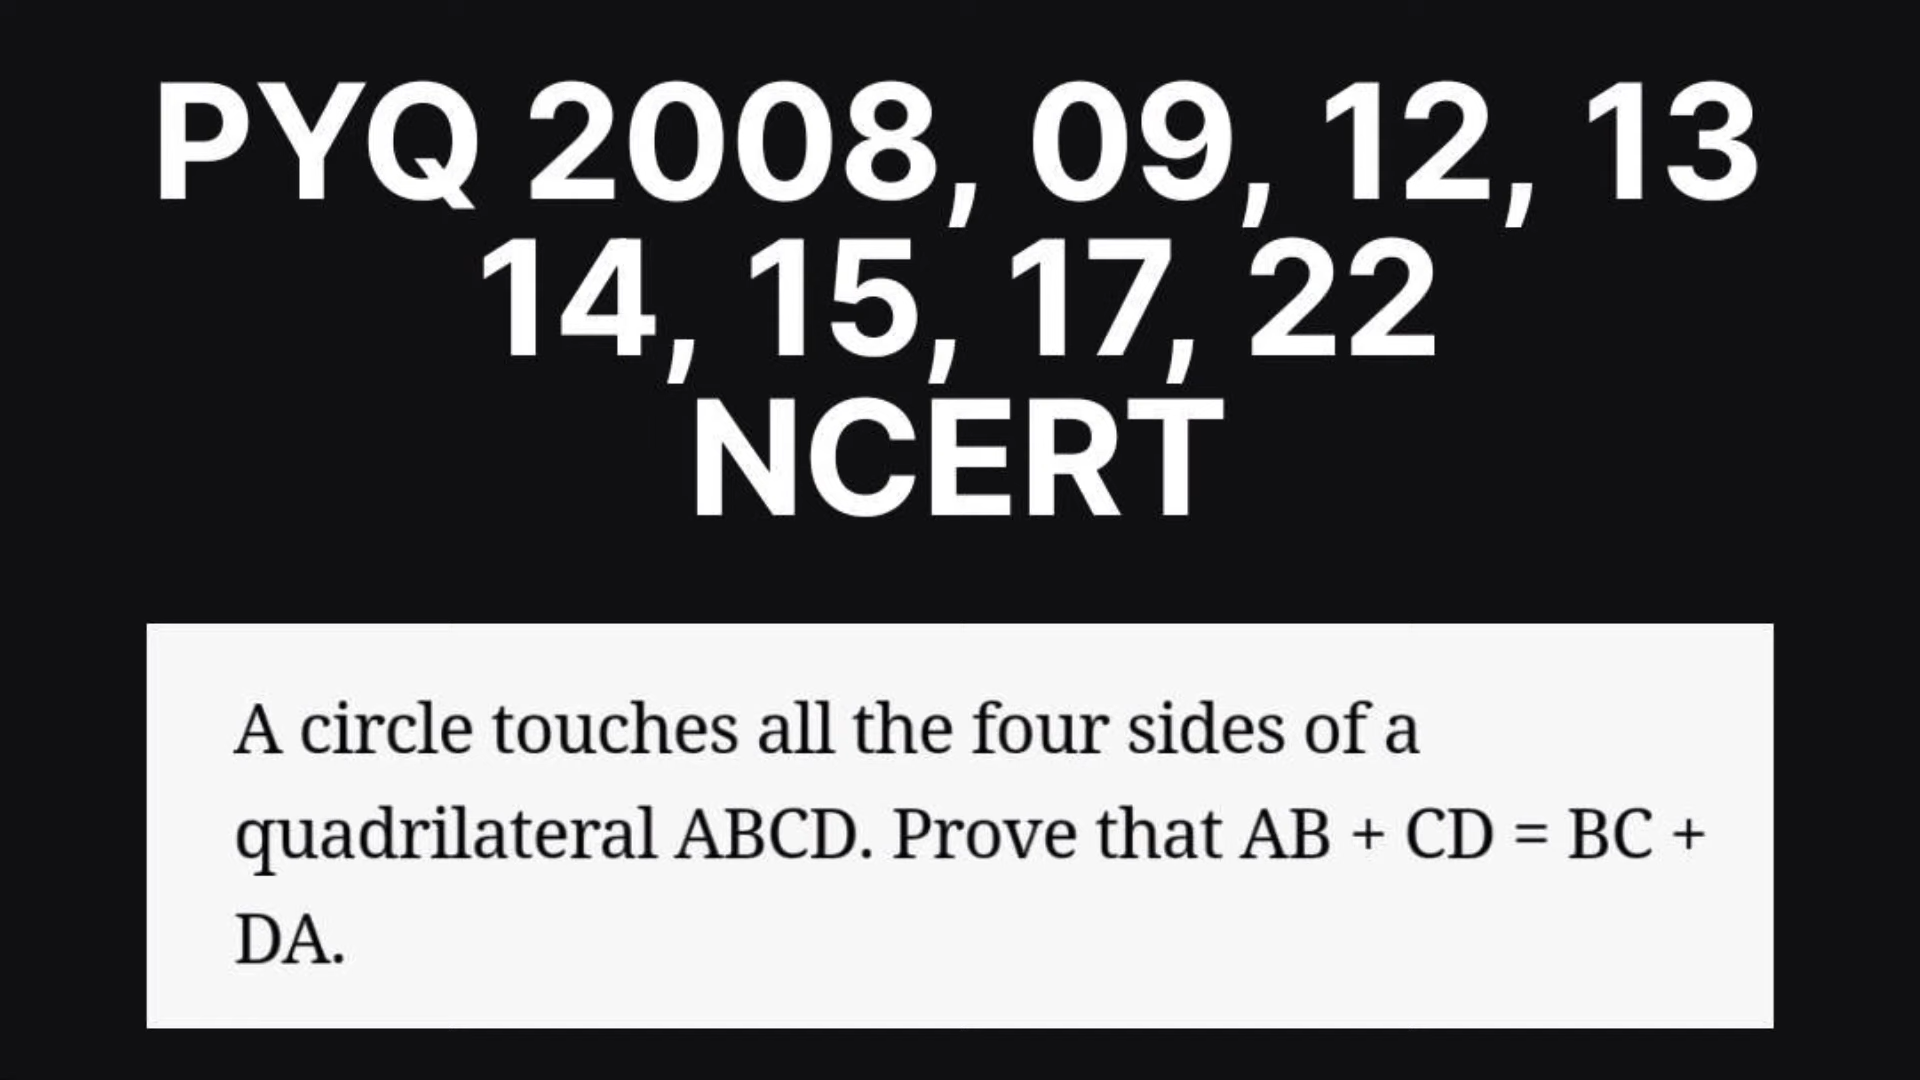 PYQ 2008, 09, 12, 13
14, 15, 17, 22
NCERT
A circle touches all the four sides of a
quadrilateral ABCD. Prove that AB + CD = BC +
DA.